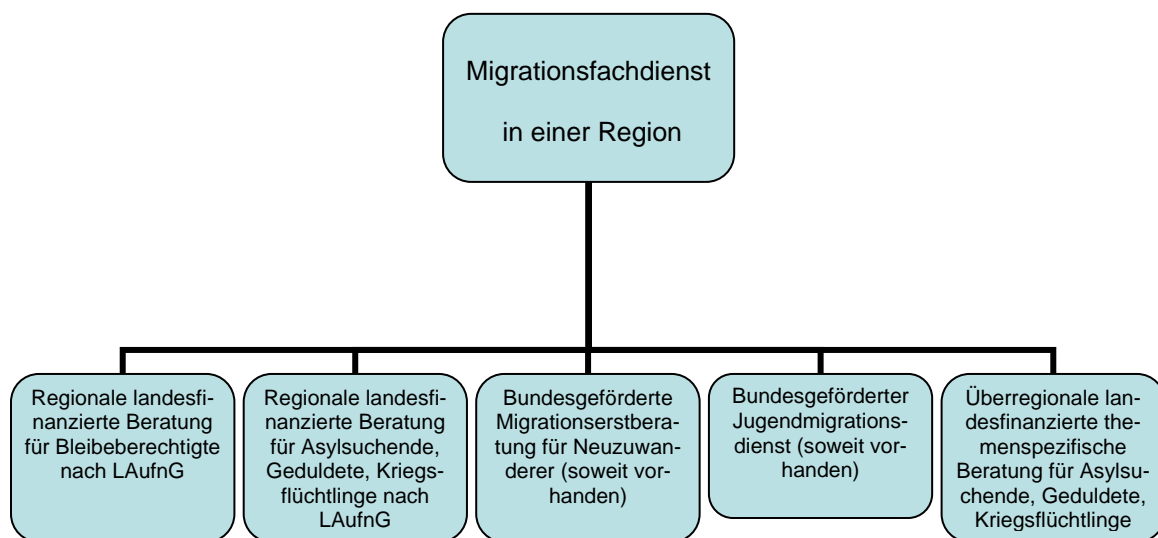 Migrationsfachdienst
in einer Region
Regionale landesfi-
nanzierte Beratung
für Bleibeberechtigte
nach LAufnG
Regionale landesfi-
nanzierte Beratung
für Asylsuchende,
Geduldete, Kriegs-
flüchtlinge nach
LAufnG
Bundesgeförderte
Migrationserstbera-
tung für Neuzuwan-
derer (soweit vor-
handen)
Bundesgeförderter
Jugendmigrations-
dienst (soweit vor-
handen)
Überregionale lan-
desfinanzierte the-
menspezifische
Beratung für Asylsu-
chende, Geduldete,
Kriegsflüchtlinge